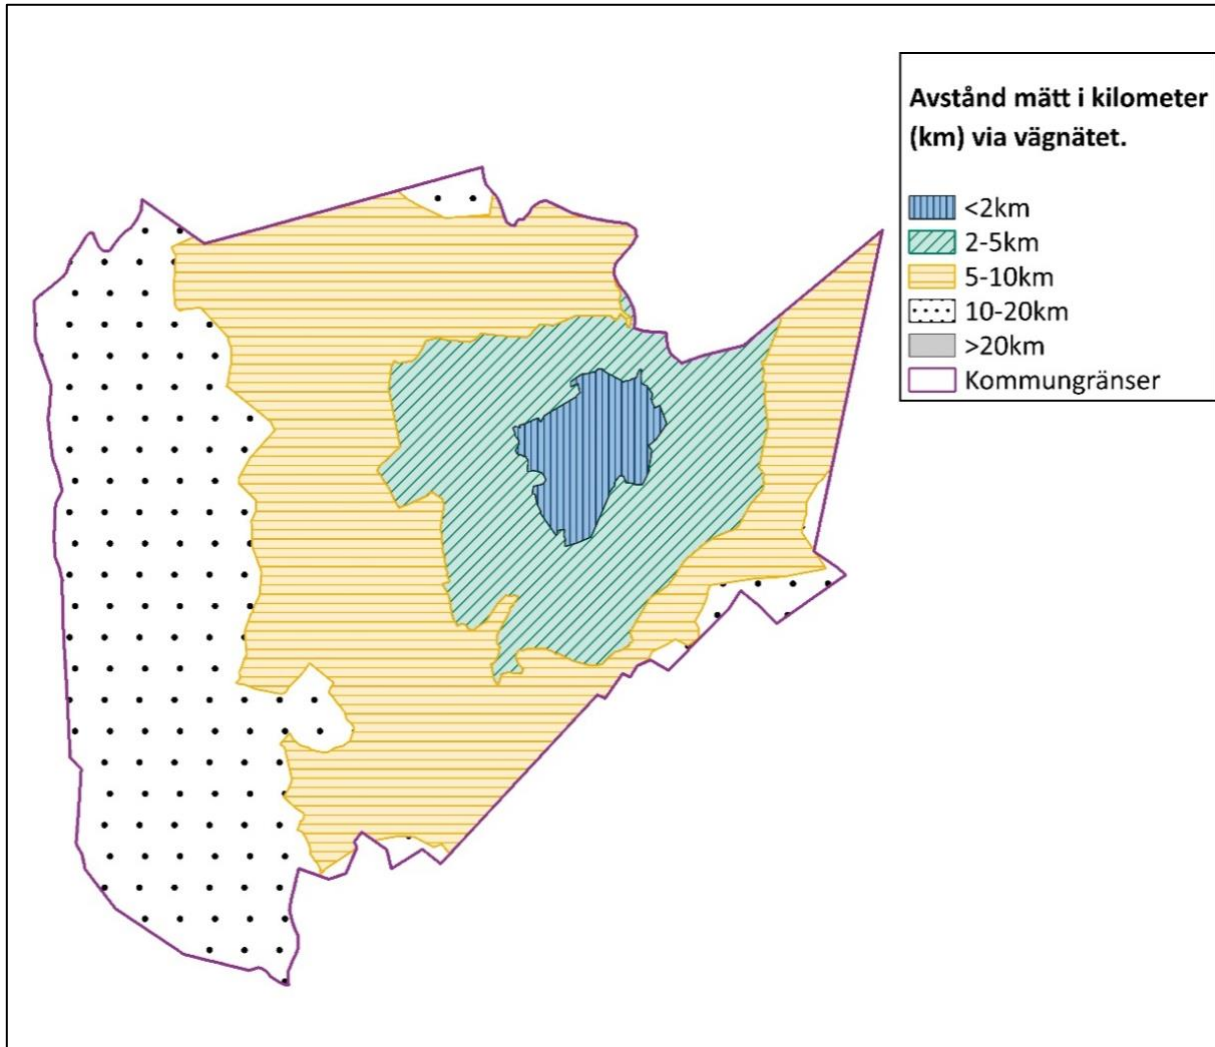 Avstånd mätt i kilometer
(km) via vägnätet.
<2km
2-5km
5-10km
10-20km
>20km
Kommungränser